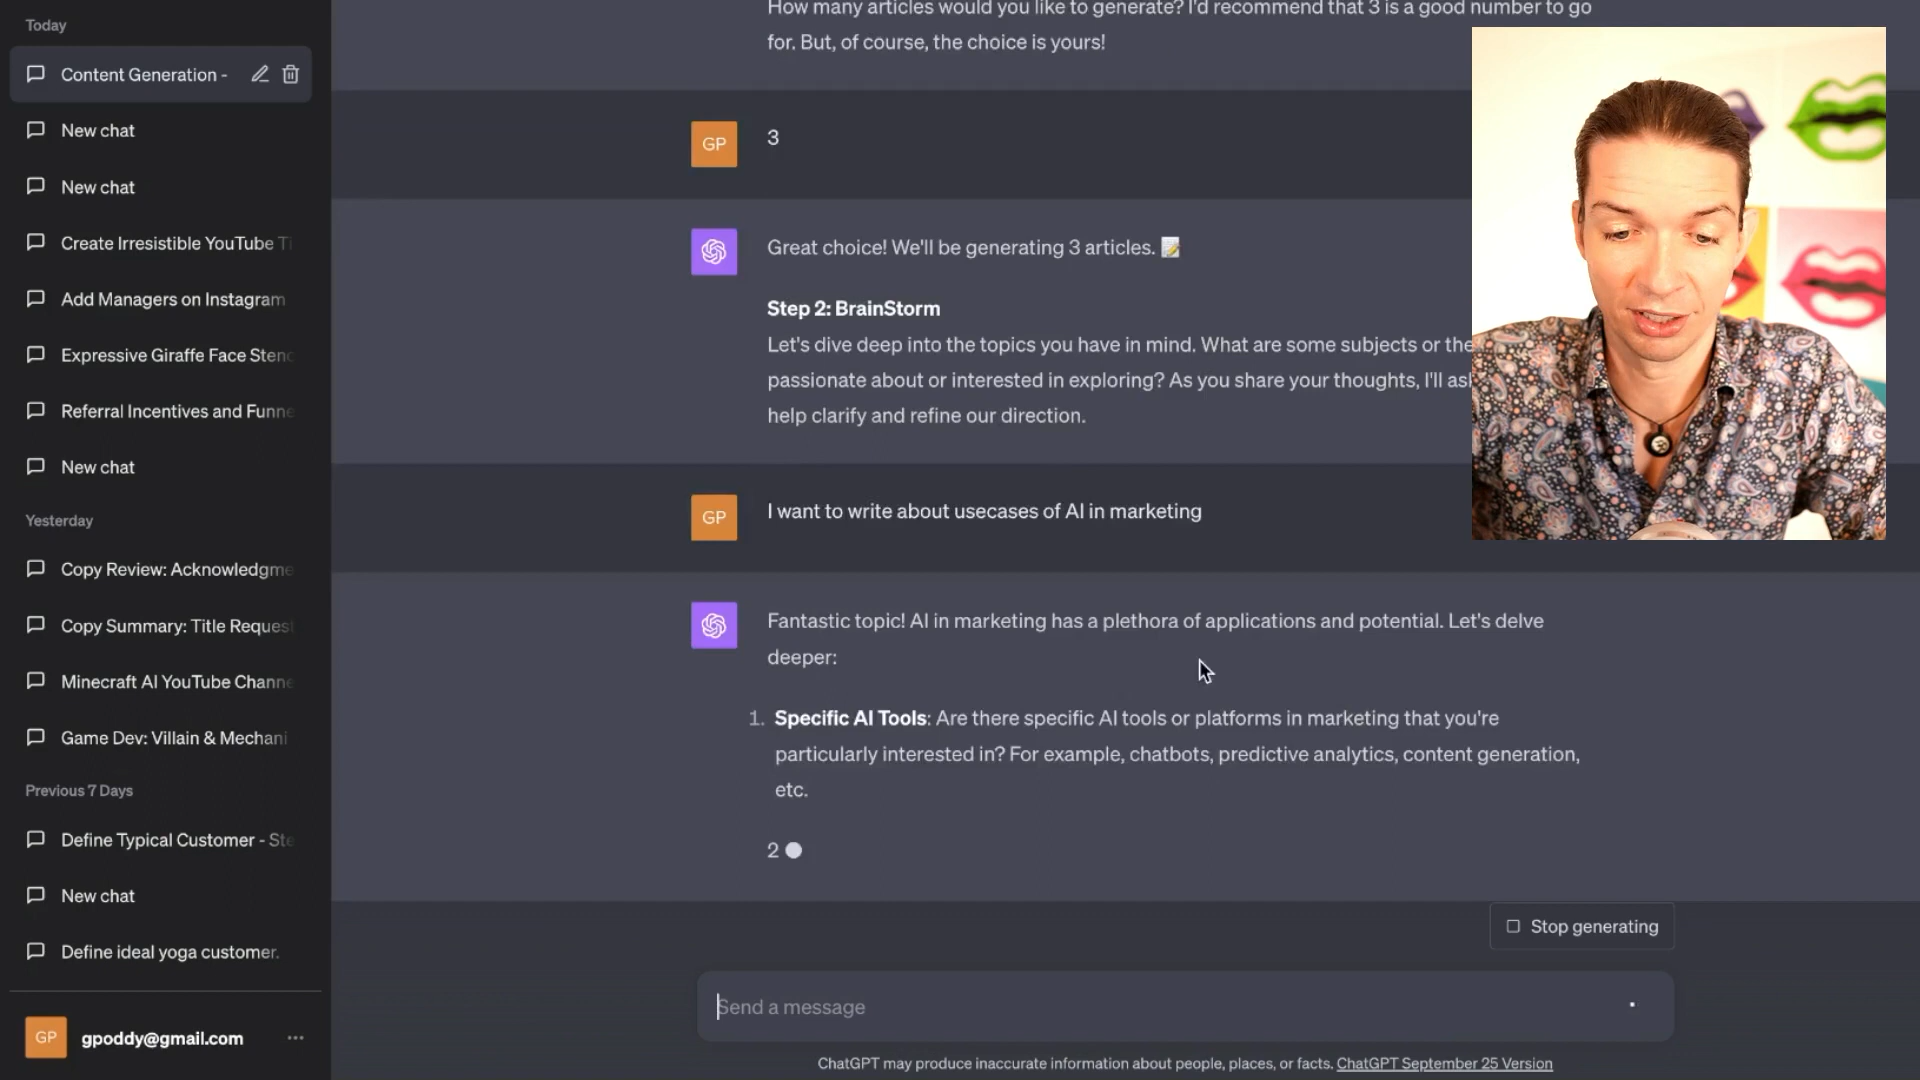 Today
Content Generation -
New chat
New chat
Create Irresistible YouTube Ti
Add Managers on Instagram
Expressive Giraffe Face Stenc
Referral Incentives and Funne
New chat
Yesterday
Copy Review: Acknowledgme
Copy Summary: Title Request
Minecraft AI YouTube Channe
Game Dev: Villain & Mechani
Previous 7 Days
Define Typical Customer - Ste
New chat
Define ideal yoga customer.
GP
gpoddy@gmail.com
How many articles would you like to generate? I'd recommend that 3 is a good number to go
for. But, of course, the choice is yours!
GP
3
Great choice! We'll be generating 3 articles. 📝
Step 2: BrainStorm
Let's dive deep into the topics you have in mind. What are some subjects or the
passionate about or interested in exploring? As you share your thoughts, I'll as
help clarify and refine our direction.
GP
I want to write about usecases of AI in marketing
Fantastic topic! AI in marketing has a plethora of applications and potential. Let's delve
deeper:
1. Specific AI Tools: Are there specific AI tools or platforms in marketing that you're
particularly interested in? For example, chatbots, predictive analytics, content generation,
etc.
2
Stop generating
Send a message
ChatGPT may produce inaccurate information about people, places, or facts. ChatGPT September 25 Version